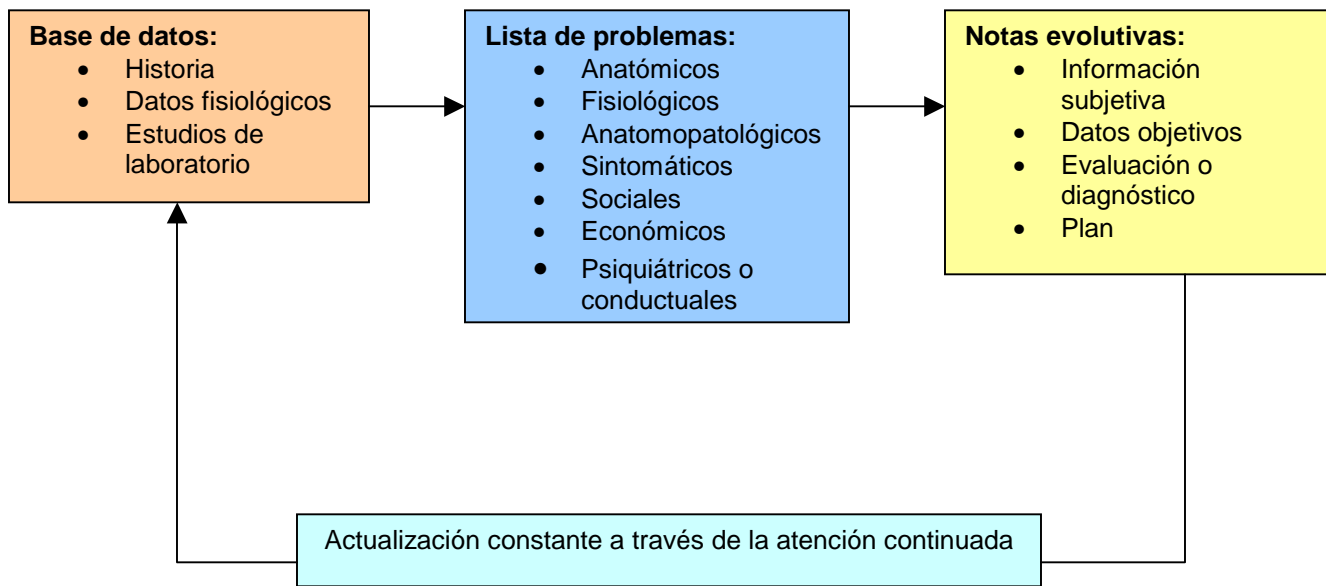 Base de datos:
• Historia
• Datos fisiológicos
• Estudios de
laboratorio
Lista de problemas:
• Anatómicos
• Fisiológicos
• Anatomopatológicos
• Sintomáticos
• Sociales
• Económicos
• Psiquiátricos o
conductuales
Notas evolutivas:
• Información
subjetiva
• Datos objetivos
• Evaluación o
diagnóstico
• Plan
Actualización constante a través de la atención continuada